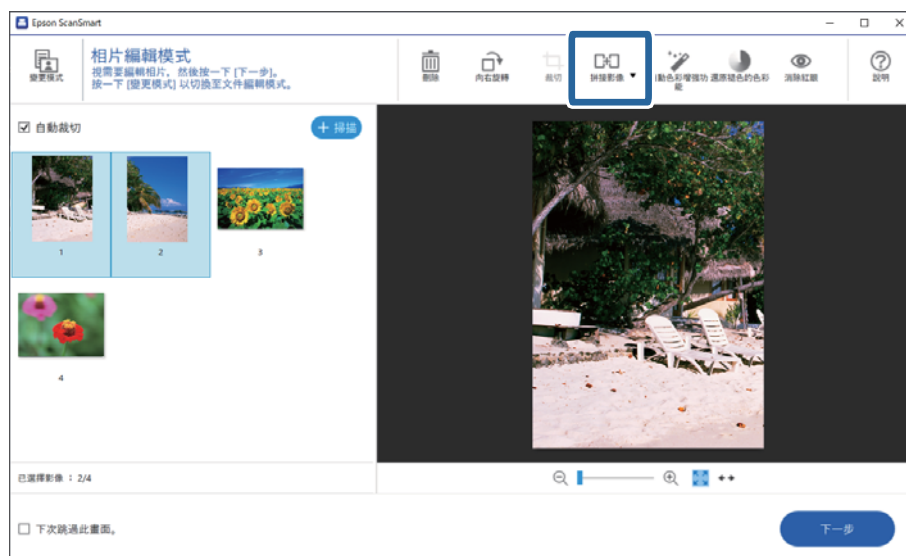 Epson ScanSmart
變更模式
相片編輯模式
視需要編輯相片，然後按一下 [下一步]。
按一下 [變更模式] 以切換至文件編輯模式。
刪除
向右旋轉
裁切
拼接影像
自動色彩增強功能
還原褪色的色彩
消除紅眼
說明
自動裁切
+ 掃描
1
2
3
4
已選擇影像 : 2/4
下次跳過此畫面。
下一步